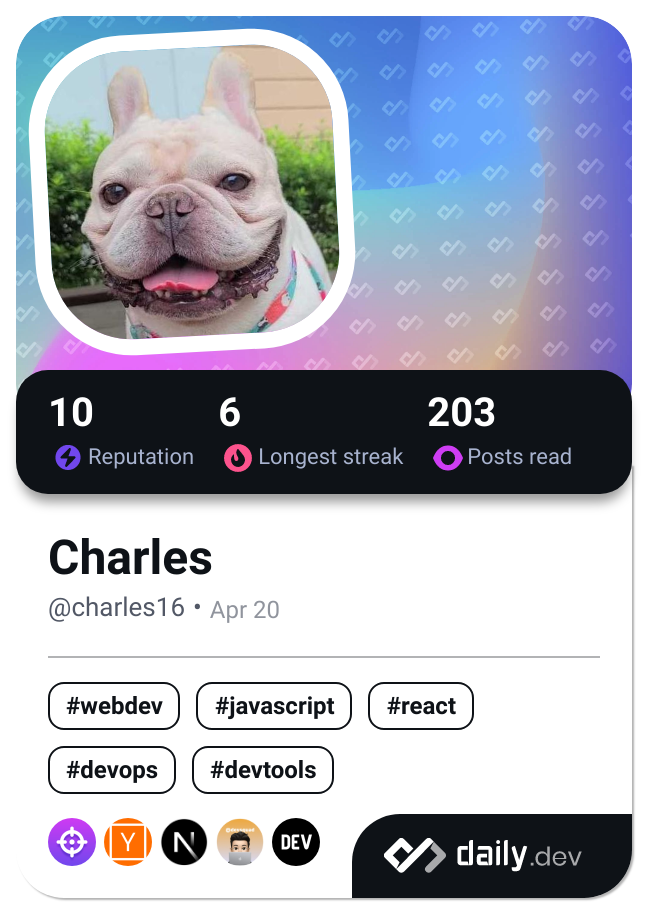 10 6 203
Reputation Longest streak Posts read
Charles
@charles16 • Apr 20
#webdev #javascript #react
#devops #devtools
Y N DEV
daily.dev